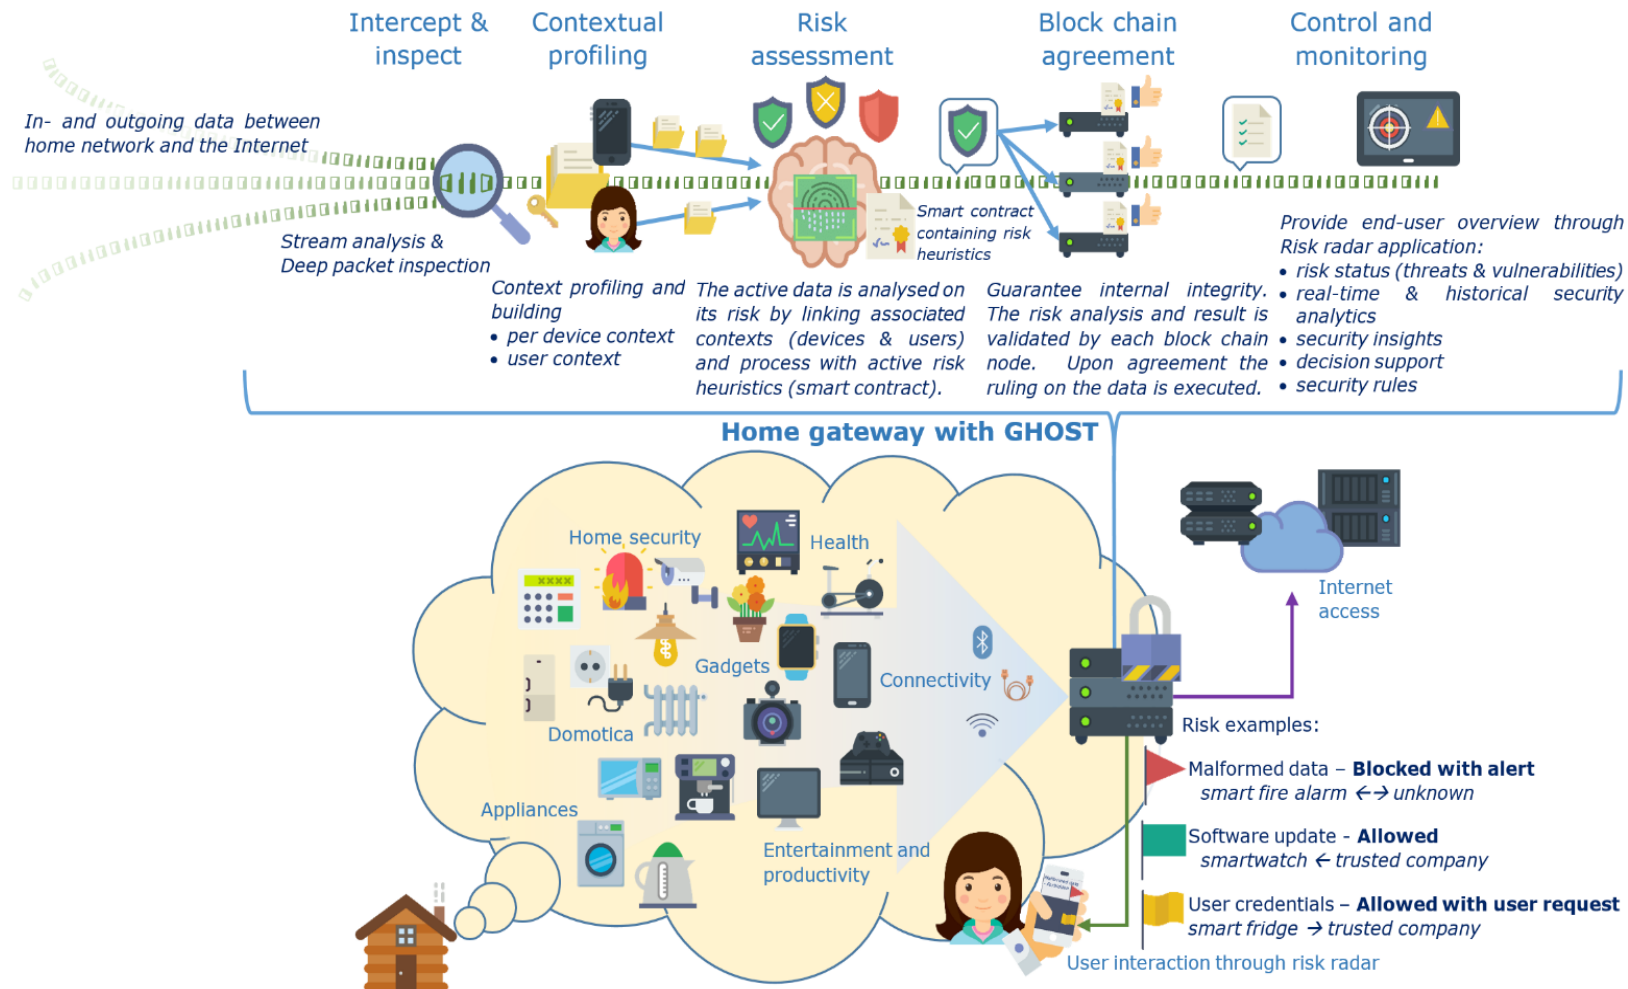 Intercept &
inspect
Contextual
profiling
Risk
assessment
Block chain
agreement
Control and
monitoring
In- and outgoing data between
home network and the Internet
Stream analysis &
Deep packet inspection
Context profiling and
building
• per device context
• user context
The active data is analysed on
its risk by linking associated
contexts (devices & users)
and process with active risk
heuristics (smart contract).
Smart contract
containing risk
heuristics
Guarantee internal integrity.
The risk analysis and result is
validated by each block chain
node. Upon agreement the
ruling on the data is executed.
Provide end-user overview through
Risk radar application:
• risk status (threats & vulnerabilities)
• real-time & historical security
analytics
• security insights
• decision support
• security rules
Home gateway with GHOST
Home security
Health
XXXX
Gadgets
Connectivity
Domotica
Appliances
Entertainment and
productivity
Internet
access
Risk examples:
Malformed data – Blocked with alert
smart fire alarm ←→ unknown
Software update - Allowed
smartwatch ← trusted company
User credentials – Allowed with user request
smart fridge → trusted company
User interaction through risk radar